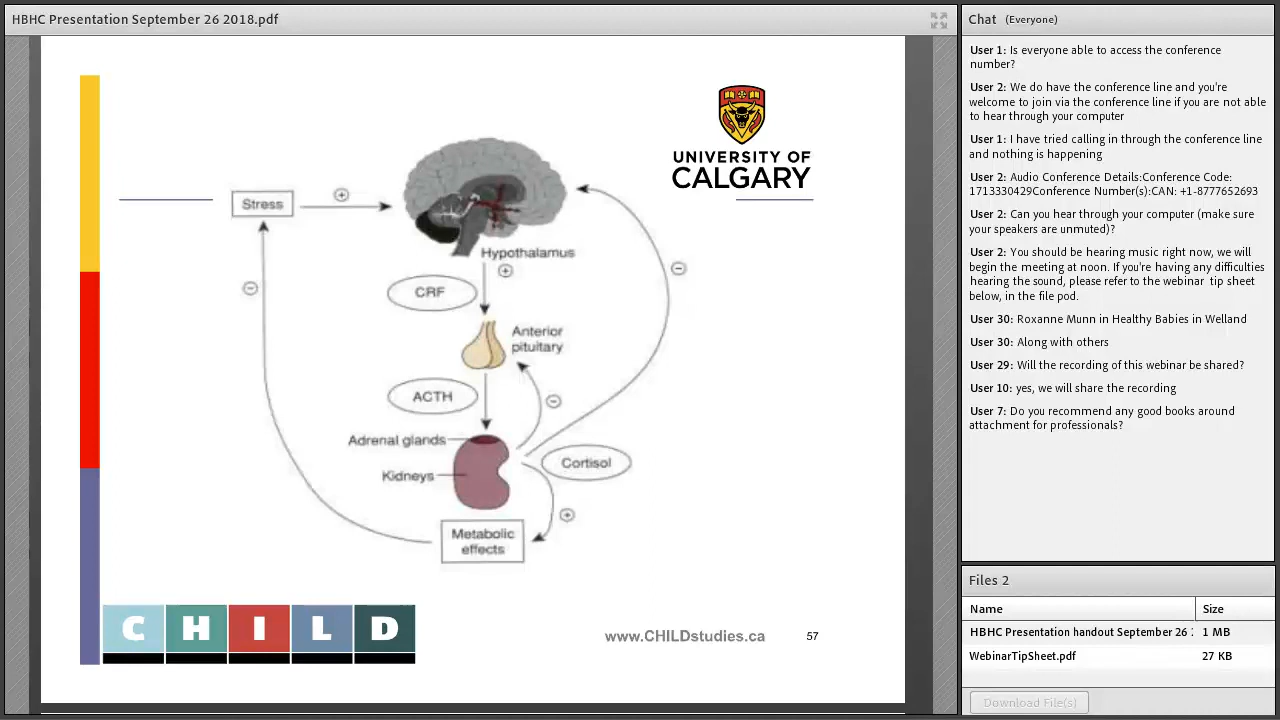 HBHC Presentation September 26 2018.pdf
UNIVERSITY OF
CALGARY
Stress
Hypothalamus
CRF
Anterior
pituitary
ACTH
Adrenal glands
Kidneys
Cortisol
Metabolic
effects
C H I L D
www.CHILDstudies.ca
57
Chat (Everyone)
User 1: Is everyone able to access the conference
number?
User 2: We do have the conference line and you're
welcome to join via the conference line if you are not able
to hear through your computer
User 1: I have tried calling in through the conference line
and nothing is happening
User 2: Audio Conference Details:Conference Code:
1713330429Conference Number(s):CAN: +1-8777652693
User 2: Can you hear through your computer (make sure
your speakers are unmuted)?
User 2: You should be hearing music right now, we will
begin the meeting at noon. if you're having any difficulties
hearing the sound, please refer to the webinar tip sheet
below, in the file pod.
User 30: Roxanne Munn in Healthy Babies in Welland
User 30: Along with others
User 29: Will the recording of this webinar be shared?
User 10: yes, we will share the recording
User 7: Do you recommend any good books around
attachment for professionals?
Files 2
Name Size
HBHC Presentation handout September 26 1 MB
WebinarTipSheet.pdf 27 KB
Download File(s)